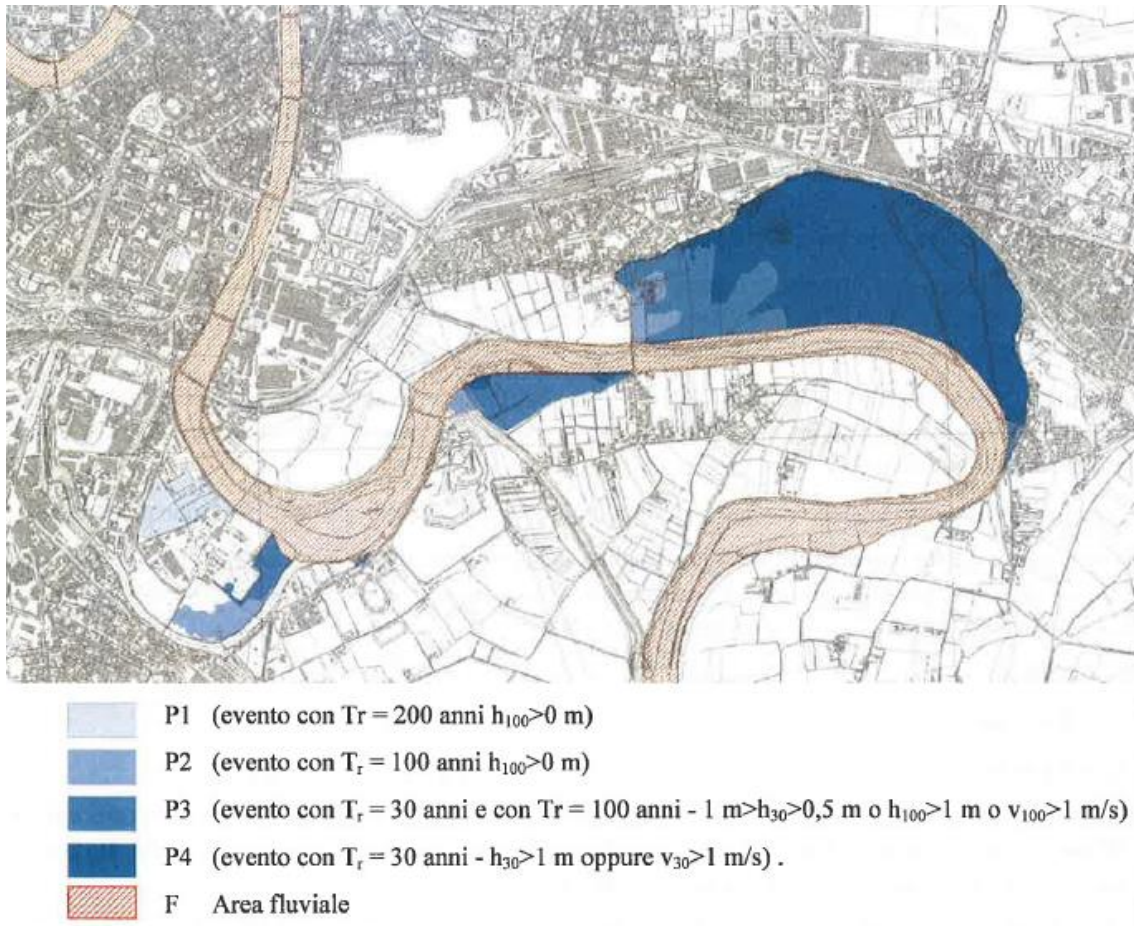 P1 (evento con Tr = 200 anni h₁₀₀>0 m)
P2 (evento con Tᵣ = 100 anni h₁₀₀>0 m)
P3 (evento con Tᵣ = 30 anni e con Tr = 100 anni - 1 m>h₃₀>0,5 m o h₁₀₀>1 m o v₁₀₀>1 m/s)
P4 (evento con Tᵣ = 30 anni - h₃₀>1 m oppure v₃₀>1 m/s) .
F Area fluviale